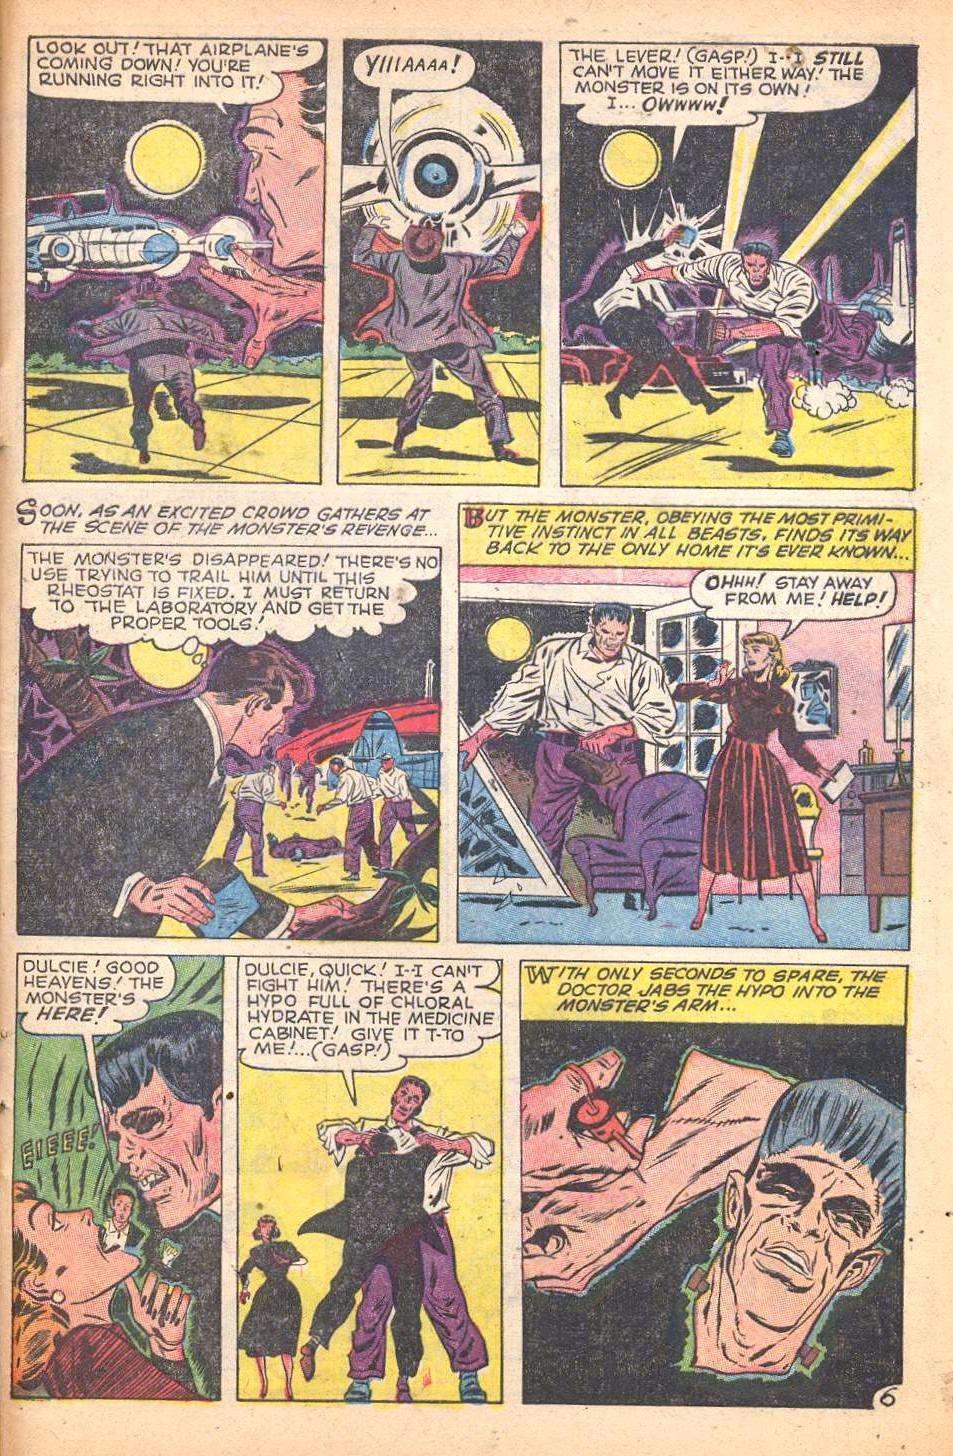 LOOK OUT! THAT AIRPLANE'S
COMING DOWN! YOU'RE
RUNNING RIGHT INTO IT!
YIIIAAAA!
THE LEVER! (GASP!) I--I STILL
CAN'T MOVE IT EITHER WAY! THE
MONSTER IS ON ITS OWN!
I... OWWWW!
SOON, AS AN EXCITED CROWD GATHERS AT
THE SCENE OF THE MONSTER'S REVENGE...
THE MONSTER'S DISAPPEARED! THERE'S NO
USE TRYING TO TRAIL HIM UNTIL THIS
RHEOSTAT IS FIXED. I MUST RETURN
TO THE LABORATORY AND GET THE
PROPER TOOLS!
BUT THE MONSTER, OBEYING THE MOST PRIMI-
TIVE INSTINCT IN ALL BEASTS, FINDS ITS WAY
BACK TO THE ONLY HOME IT'S EVER KNOWN...
OHHH! STAY AWAY
FROM ME! HELP!
DULCIE! GOOD
HEAVENS! THE
MONSTER'S
HERE!
EIEEE!
DULCIE, QUICK! I--I CAN'T
FIGHT HIM! THERE'S A
HYPO FULL OF CHLORAL
HYDRATE IN THE MEDICINE
CABINET! GIVE IT T-TO
ME!...(GASP!)
WITH ONLY SECONDS TO SPARE, THE
DOCTOR JABS THE HYPO INTO THE
MONSTER'S ARM...
6